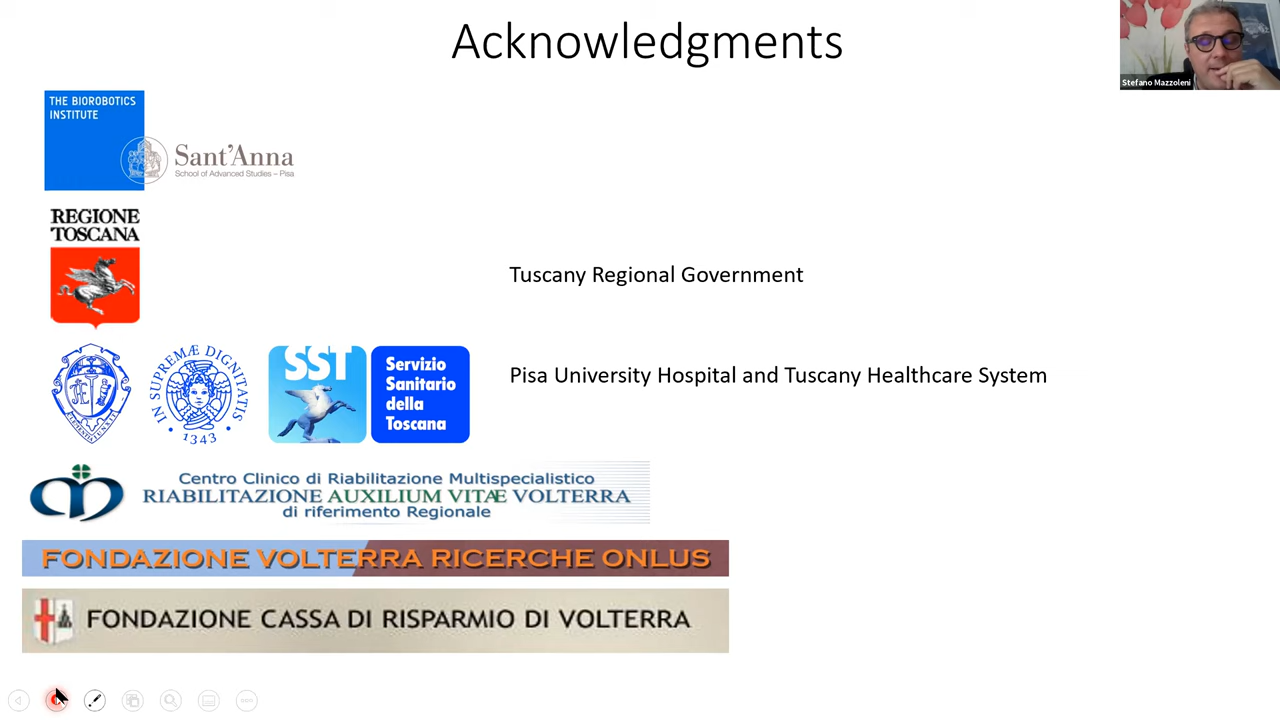 Acknowledgments
Stefano Mazzoleni
THE BIOROBOTICS
INSTITUTE
Sant'Anna
School of Advanced Studies – Pisa
REGIONE
TOSCANA
Tuscany Regional Government
IN SUPREMÆ DIGNITATIS
1343
SST
Servizio
Sanitario
della
Toscana
Pisa University Hospital and Tuscany Healthcare System
Centro Clinico di Riabilitazione Multispecialistico
RIABILITAZIONE AUXILIUM VITÆ VOLTERRA
di riferimento Regionale
FONDAZIONE VOLTERRA RICERCHE ONLUS
FONDAZIONE CASSA DI RISPARMIO DI VOLTERRA